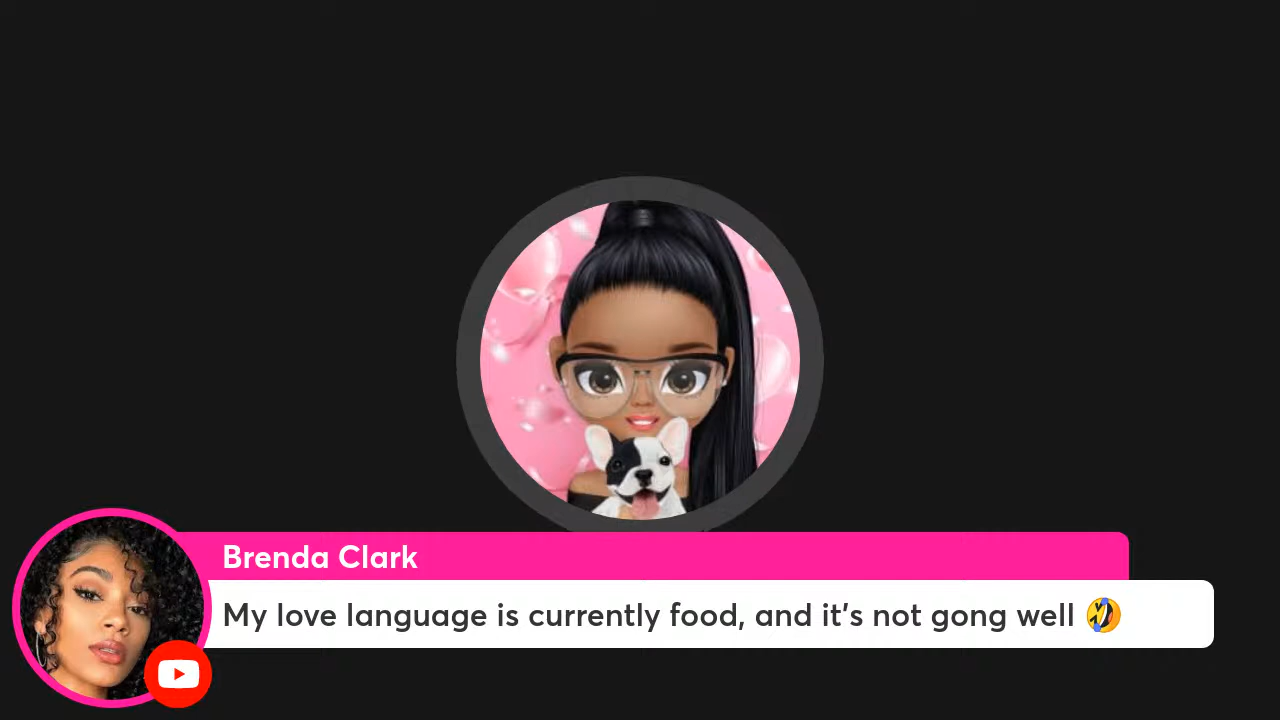 Brenda Clark
My love language is currently food, and it's not gong well 🤣